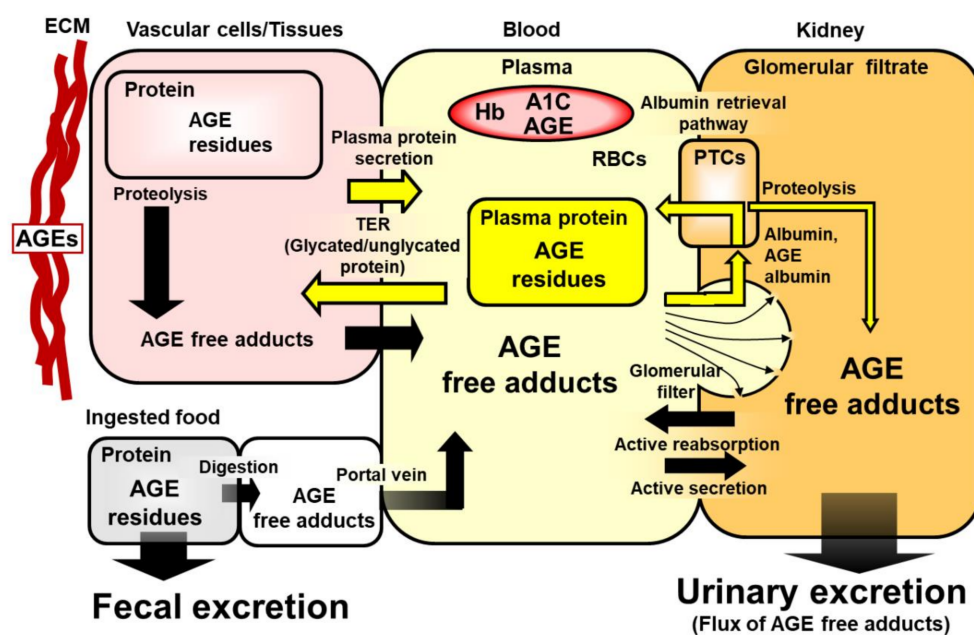 ECM
Vascular cells/Tissues
Blood
Kidney
Protein
AGE
residues
Proteolysis
AGEs
AGE free adducts
Plasma protein
secretion
TER
(Glycated/unglycated
protein)
Plasma
Hb
A1C
AGE
RBCs
Plasma protein
AGE
residues
AGE
free adducts
Glomerular filtrate
Albumin retrieval
pathway
PTCs
Proteolysis
Albumin,
AGE
albumin
Glomerular
filter
Active reabsorption
Active secretion
AGE
free adducts
Ingested food
Protein
AGE
residues
Digestion
AGE
free adducts
Portal vein
Fecal excretion
Urinary excretion
(Flux of AGE free adducts)